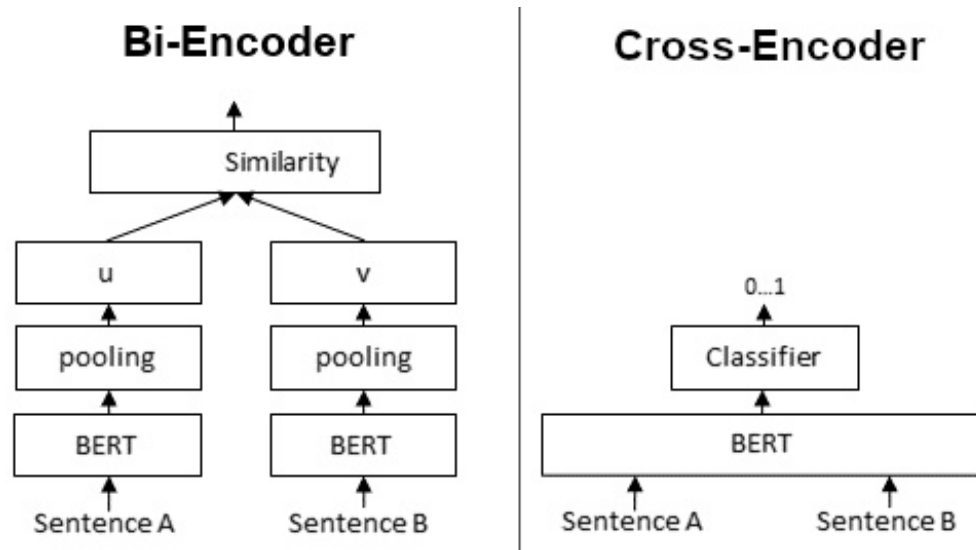 Bi-Encoder
Similarity
u
v
pooling
pooling
BERT
BERT
Sentence A
Sentence B
Cross-Encoder
0...1
Classifier
BERT
Sentence A
Sentence B